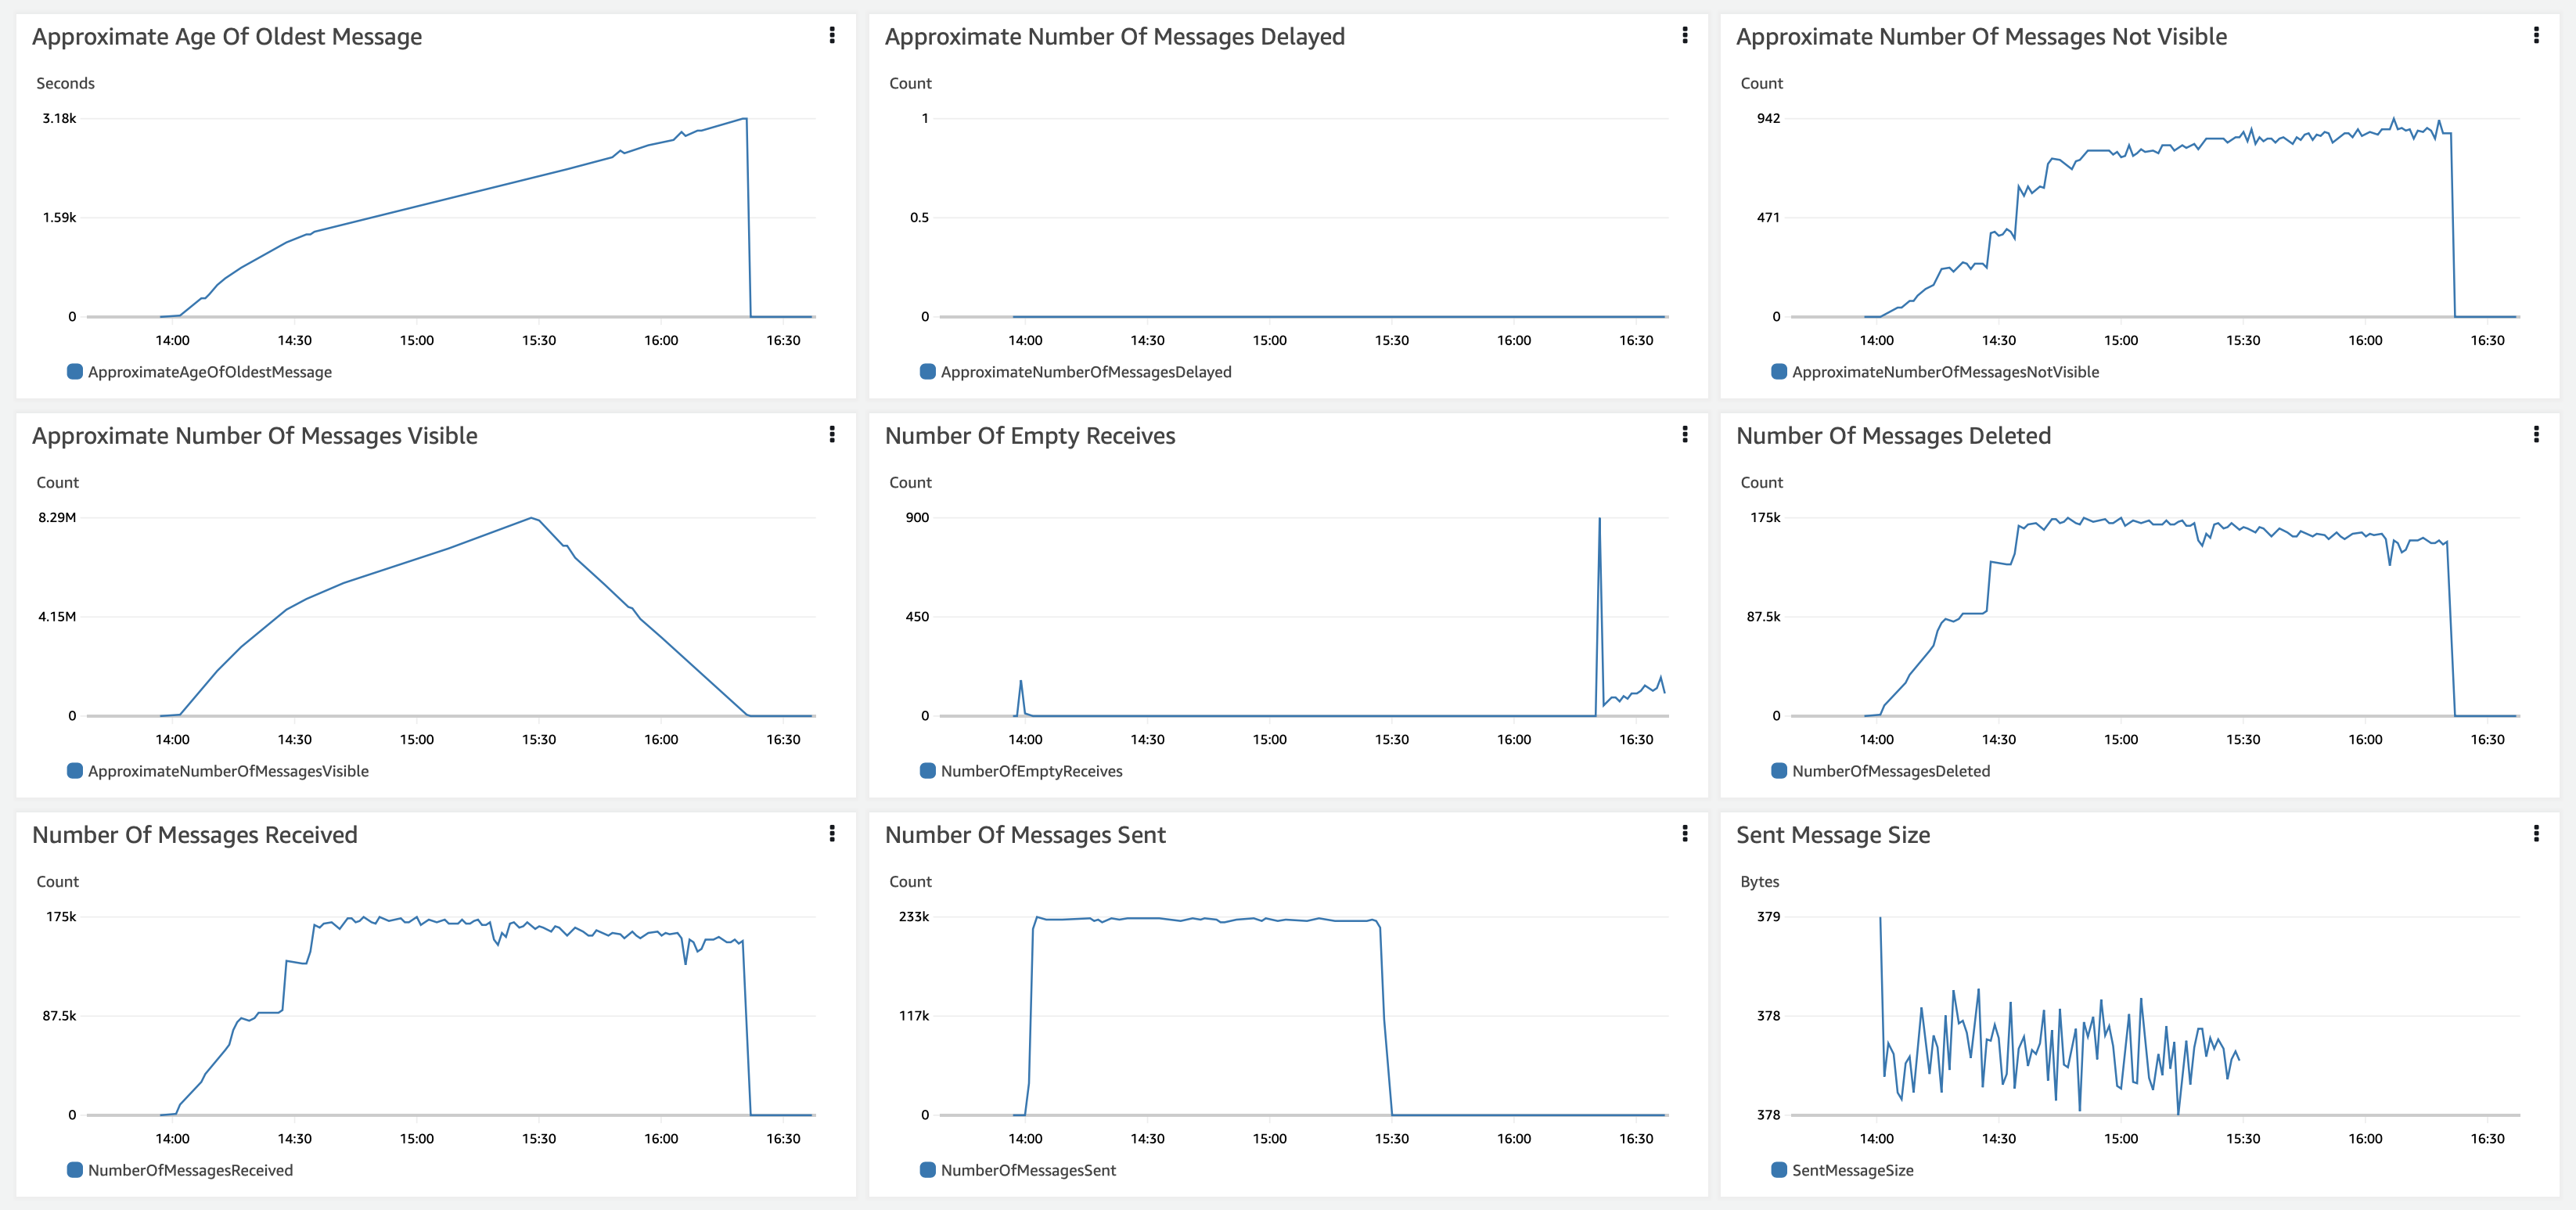 Approximate Age Of Oldest Message
Seconds
3.18k
1.59k
0
14:00 14:30 15:00 15:30 16:00 16:30
ApproximateAgeOfOldestMessage
Approximate Number Of Messages Delayed
Count
1
0.5
0
14:00 14:30 15:00 15:30 16:00 16:30
ApproximateNumberOfMessagesDelayed
Approximate Number Of Messages Not Visible
Count
942
471
0
14:00 14:30 15:00 15:30 16:00 16:30
ApproximateNumberOfMessagesNotVisible
Approximate Number Of Messages Visible
Count
8.29M
4.15M
0
14:00 14:30 15:00 15:30 16:00 16:30
ApproximateNumberOfMessagesVisible
Number Of Empty Receives
Count
900
450
0
14:00 14:30 15:00 15:30 16:00 16:30
NumberOfEmptyReceives
Number Of Messages Deleted
Count
175k
87.5k
0
14:00 14:30 15:00 15:30 16:00 16:30
NumberOfMessagesDeleted
Number Of Messages Received
Count
175k
87.5k
0
14:00 14:30 15:00 15:30 16:00 16:30
NumberOfMessagesReceived
Number Of Messages Sent
Count
233k
117k
0
14:00 14:30 15:00 15:30 16:00 16:30
NumberOfMessagesSent
Sent Message Size
Bytes
379
378
378
14:00 14:30 15:00 15:30 16:00 16:30
SentMessageSize